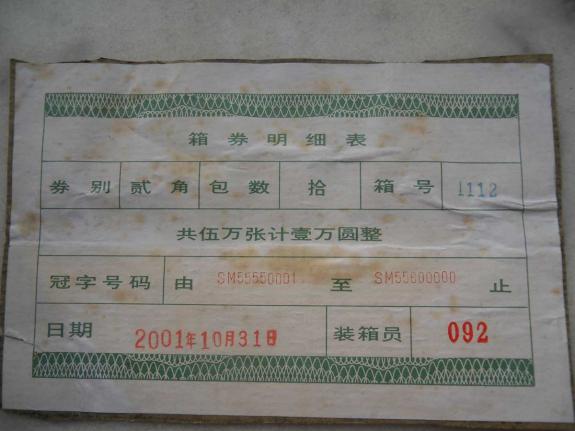 箱券明细表
券别 贰角 包数 拾 箱号 1112
共伍万张计壹万圆整
冠字号码 由 SM55550001 至 SM55600000 止
日期 2001年10月31日 装箱员 092